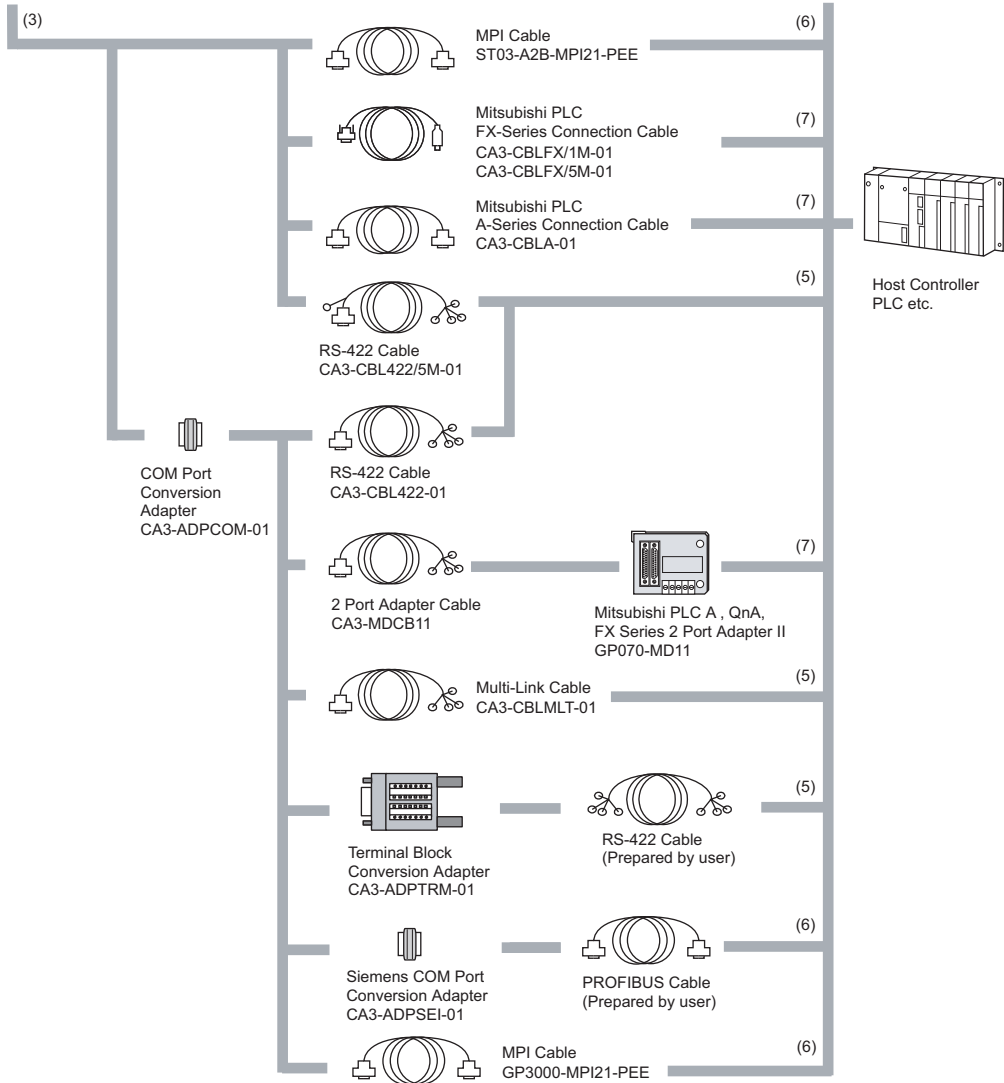 (3)
(6)
MPI Cable
ST03-A2B-MPI21-PEE
Mitsubishi PLC
FX-Series Connection Cable
CA3-CBLFX/1M-01
CA3-CBLFX/5M-01
(7)
Mitsubishi PLC
A-Series Connection Cable
CA3-CBLA-01
(7)
Host Controller
PLC etc.
(5)
RS-422 Cable
CA3-CBL422/5M-01
COM Port
Conversion
Adapter
CA3-ADPCOM-01
RS-422 Cable
CA3-CBL422-01
2 Port Adapter Cable
CA3-MDCB11
(7)
Mitsubishi PLC A , QnA,
FX Series 2 Port Adapter II
GP070-MD11
Multi-Link Cable
CA3-CBLMLT-01
(5)
Terminal Block
Conversion Adapter
CA3-ADPTRM-01
RS-422 Cable
(Prepared by user)
(5)
Siemens COM Port
Conversion Adapter
CA3-ADPSEI-01
PROFIBUS Cable
(Prepared by user)
(6)
MPI Cable
GP3000-MPI21-PEE
(6)